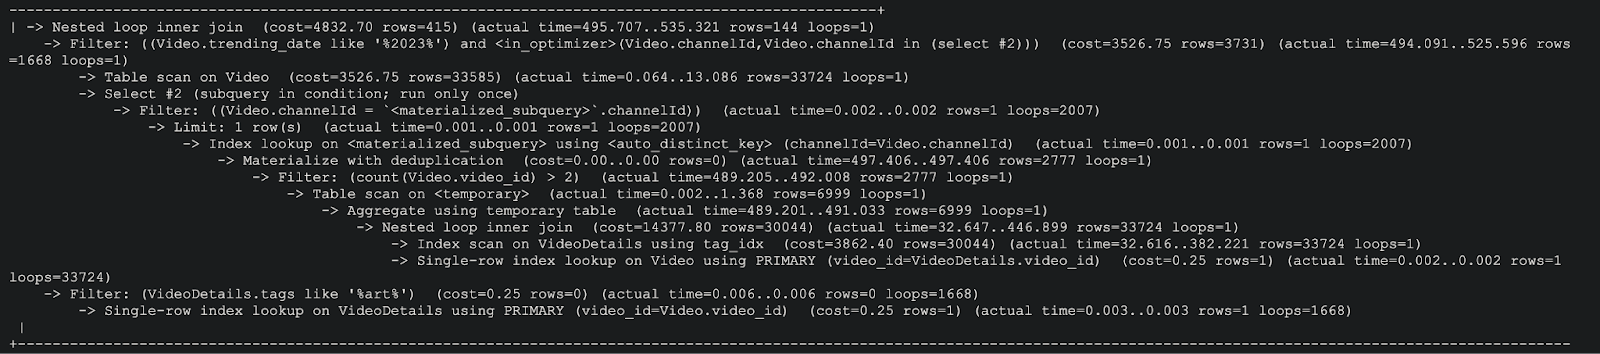 ---------------------------------------------------------------------------------------------------+
| -> Nested loop inner join  (cost=4832.70 rows=415) (actual time=495.707..535.321 rows=144 loops=1)
    -> Filter: ((Video.trending_date like '%2023%') and <in_optimizer>(Video.channelId,Video.channelId in (select #2)))  (cost=3526.75 rows=3731) (actual time=494.091..525.596 rows
=1668 loops=1)
        -> Table scan on Video  (cost=3526.75 rows=33585) (actual time=0.064..13.086 rows=33724 loops=1)
        -> Select #2 (subquery in condition; run only once)
            -> Filter: ((Video.channelId = `<materialized_subquery>`.channelId))  (actual time=0.002..0.002 rows=1 loops=2007)
                -> Limit: 1 row(s)  (actual time=0.001..0.001 rows=1 loops=2007)
                    -> Index lookup on <materialized_subquery> using <auto_distinct_key> (channelId=Video.channelId)  (actual time=0.001..0.001 rows=1 loops=2007)
                        -> Materialize with deduplication  (cost=0.00..0.00 rows=0) (actual time=497.406..497.406 rows=2777 loops=1)
                            -> Filter: (count(Video.video_id) > 2)  (actual time=489.205..492.008 rows=2777 loops=1)
                                -> Table scan on <temporary>  (actual time=0.002..1.368 rows=6999 loops=1)
                                    -> Aggregate using temporary table  (actual time=489.201..491.033 rows=6999 loops=1)
                                        -> Nested loop inner join  (cost=14377.80 rows=30044) (actual time=32.647..446.899 rows=33724 loops=1)
                                            -> Index scan on VideoDetails using tag_idx  (cost=3862.40 rows=30044) (actual time=32.616..382.221 rows=33724 loops=1)
                                            -> Single-row index lookup on Video using PRIMARY (video_id=VideoDetails.video_id)  (cost=0.25 rows=1) (actual time=0.002..0.002 rows=1
loops=33724)
    -> Filter: (VideoDetails.tags like '%art%')  (cost=0.25 rows=0) (actual time=0.006..0.006 rows=0 loops=1668)
        -> Single-row index lookup on VideoDetails using PRIMARY (video_id=Video.video_id)  (cost=0.25 rows=1) (actual time=0.003..0.003 rows=1 loops=1668)
 |
+----------------------------------------------------------------------------------------------------------------------------------------------------------------------------------